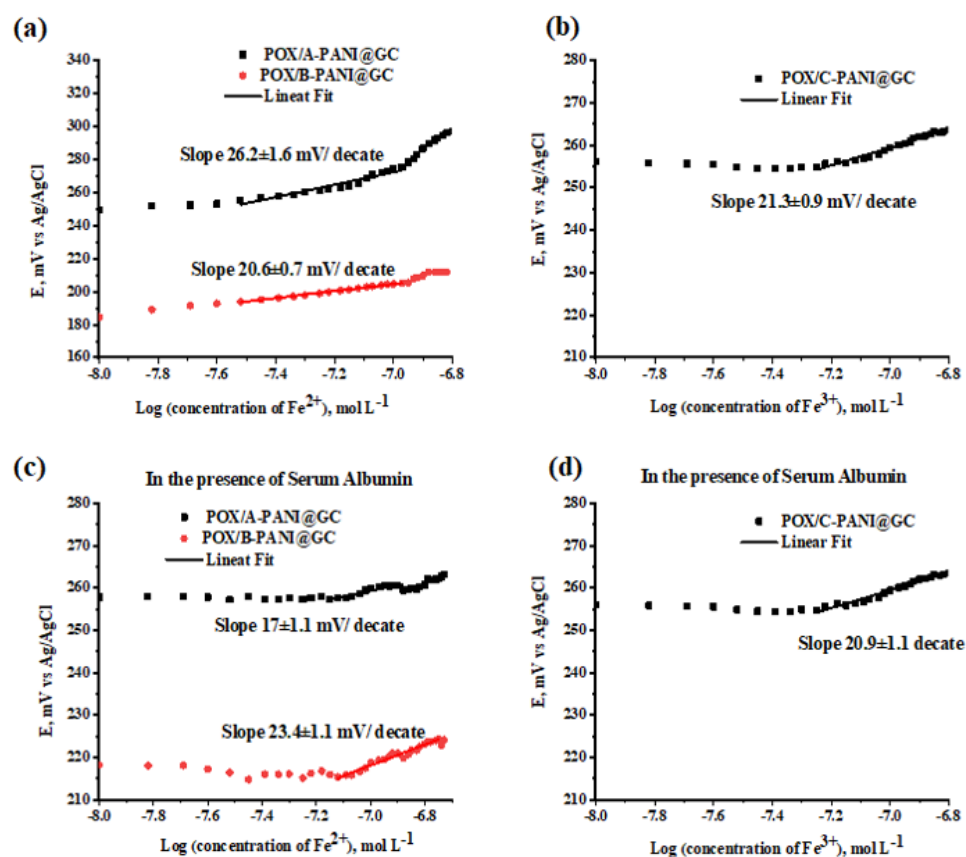 (a)
POX/A-PANI@GC
POX/B-PANI@GC
Lineat Fit
Slope 26.2±1.6 mV/ decate
Slope 20.6±0.7 mV/ decate
E, mV vs Ag/AgCl
340
320
300
280
260
240
220
200
180
160
-8.0 -7.8 -7.6 -7.4 -7.2 -7.0 -6.8
Log (concentration of Fe²⁺), mol L⁻¹
(b)
POX/C-PANI@GC
Linear Fit
Slope 21.3±0.9 mV/ decate
E, mV vs Ag/AgCl
280
270
260
250
240
230
220
210
-8.0 -7.8 -7.6 -7.4 -7.2 -7.0 -6.8
Log (concentration of Fe³⁺), mol L⁻¹
(c)
In the presence of Serum Albumin
POX/A-PANI@GC
POX/B-PANI@GC
Lineat Fit
Slope 17±1.1 mV/ decate
Slope 23.4±1.1 mV/ decate
E, mV vs Ag/AgCl
280
270
260
250
240
230
220
210
-8.0 -7.8 -7.6 -7.4 -7.2 -7.0 -6.8
Log (concentration of Fe²⁺), mol L⁻¹
(d)
In the presence of Serum Albumin
POX/C-PANI@GC
Linear Fit
Slope 20.9±1.1 decate
E, mV vs Ag/AgCl
280
270
260
250
240
230
220
210
-8.0 -7.8 -7.6 -7.4 -7.2 -7.0 -6.8
Log (concentration of Fe³⁺), mol L⁻¹